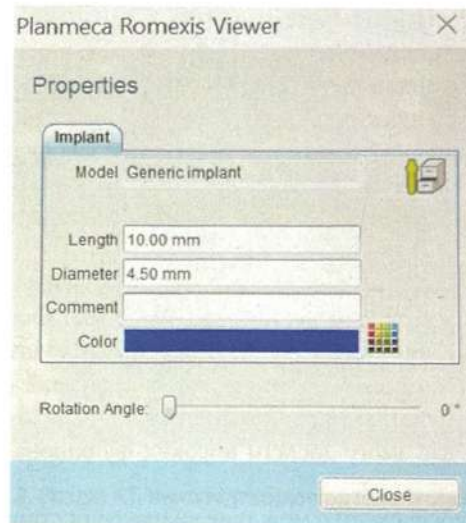 Planmeca Romexis Viewer
Properties
Implant
Model Generic implant
Length 10.00 mm
Diameter 4.50 mm
Comment
Color
Rotation Angle: 0 °
Close